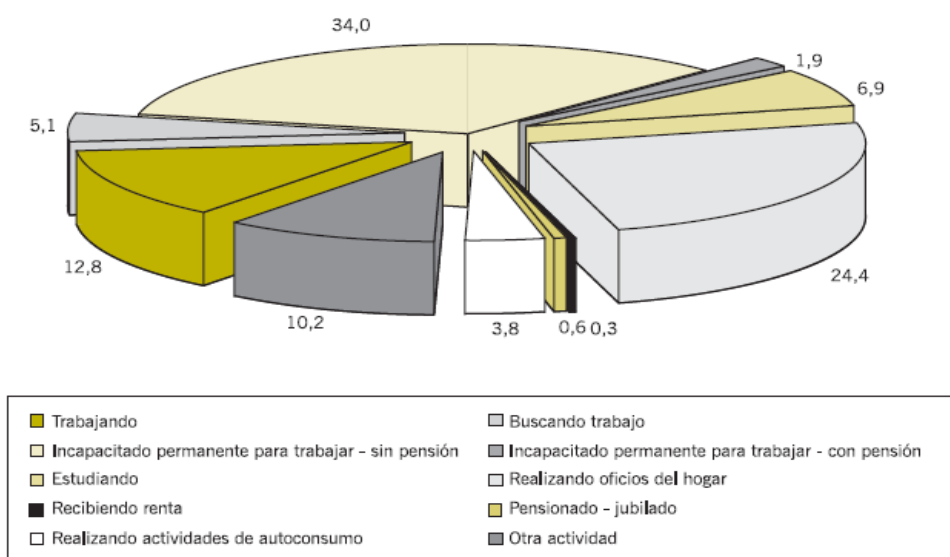 34,0
1,9
6,9
5,1
12,8
24,4
10,2
3,8
0,6 0,3
Trabajando
Buscando trabajo
Incapacitado permanente para trabajar - sin pensión
Incapacitado permanente para trabajar - con pensión
Estudiando
Realizando oficios del hogar
Recibiendo renta
Pensionado - jubilado
Realizando actividades de autoconsumo
Otra actividad